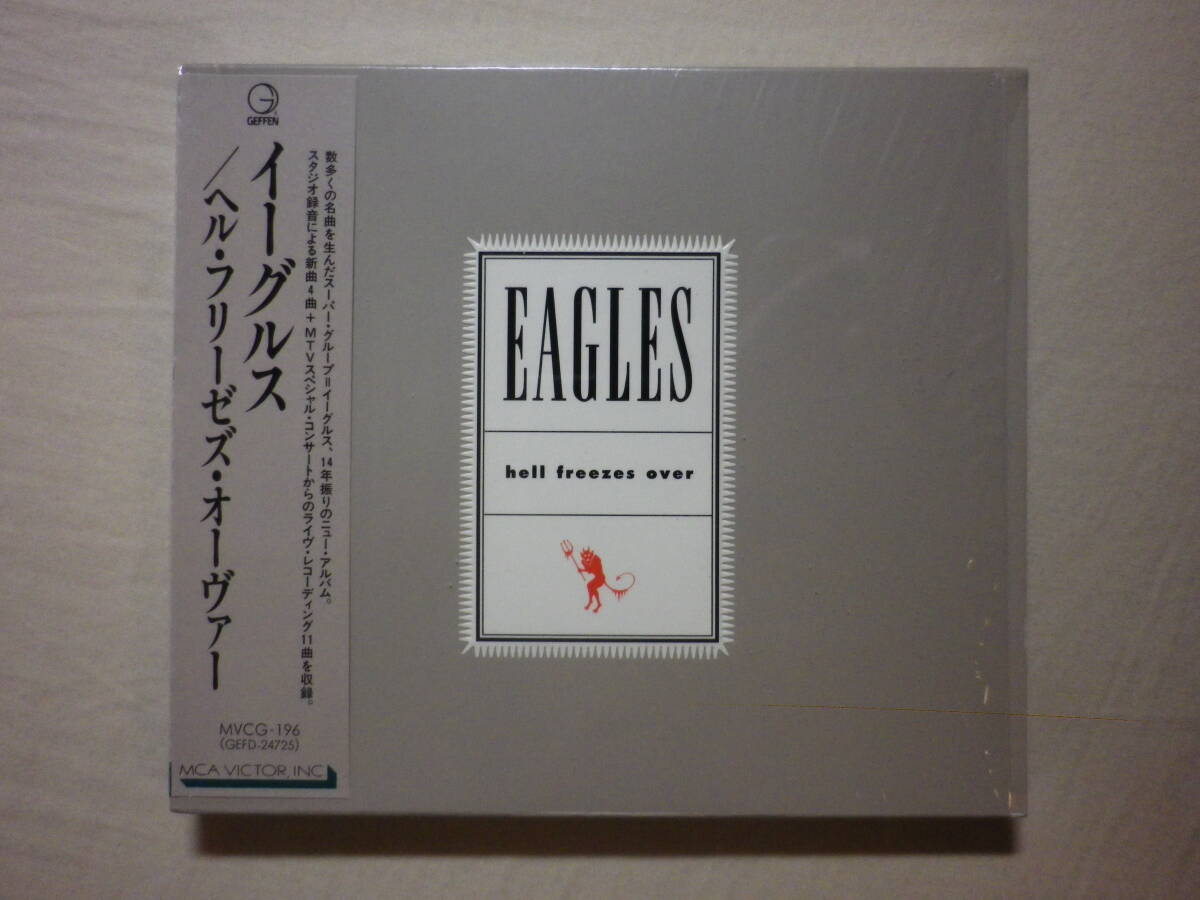 GEFFEN
数多くの名曲を生んだスーパー・グループ=イーグルス、14年振りのニュー・アルバム。
スタジオ録音による新曲4曲+MTVスペシャル・コンサートからのライヴ・レコーディング11曲を収録。
イーグルス
/ヘル・フリーゼズ・オーヴァー
MVCG-196
(GEFD-24725)
MCA VICTOR, INC
EAGLES
hell freezes over